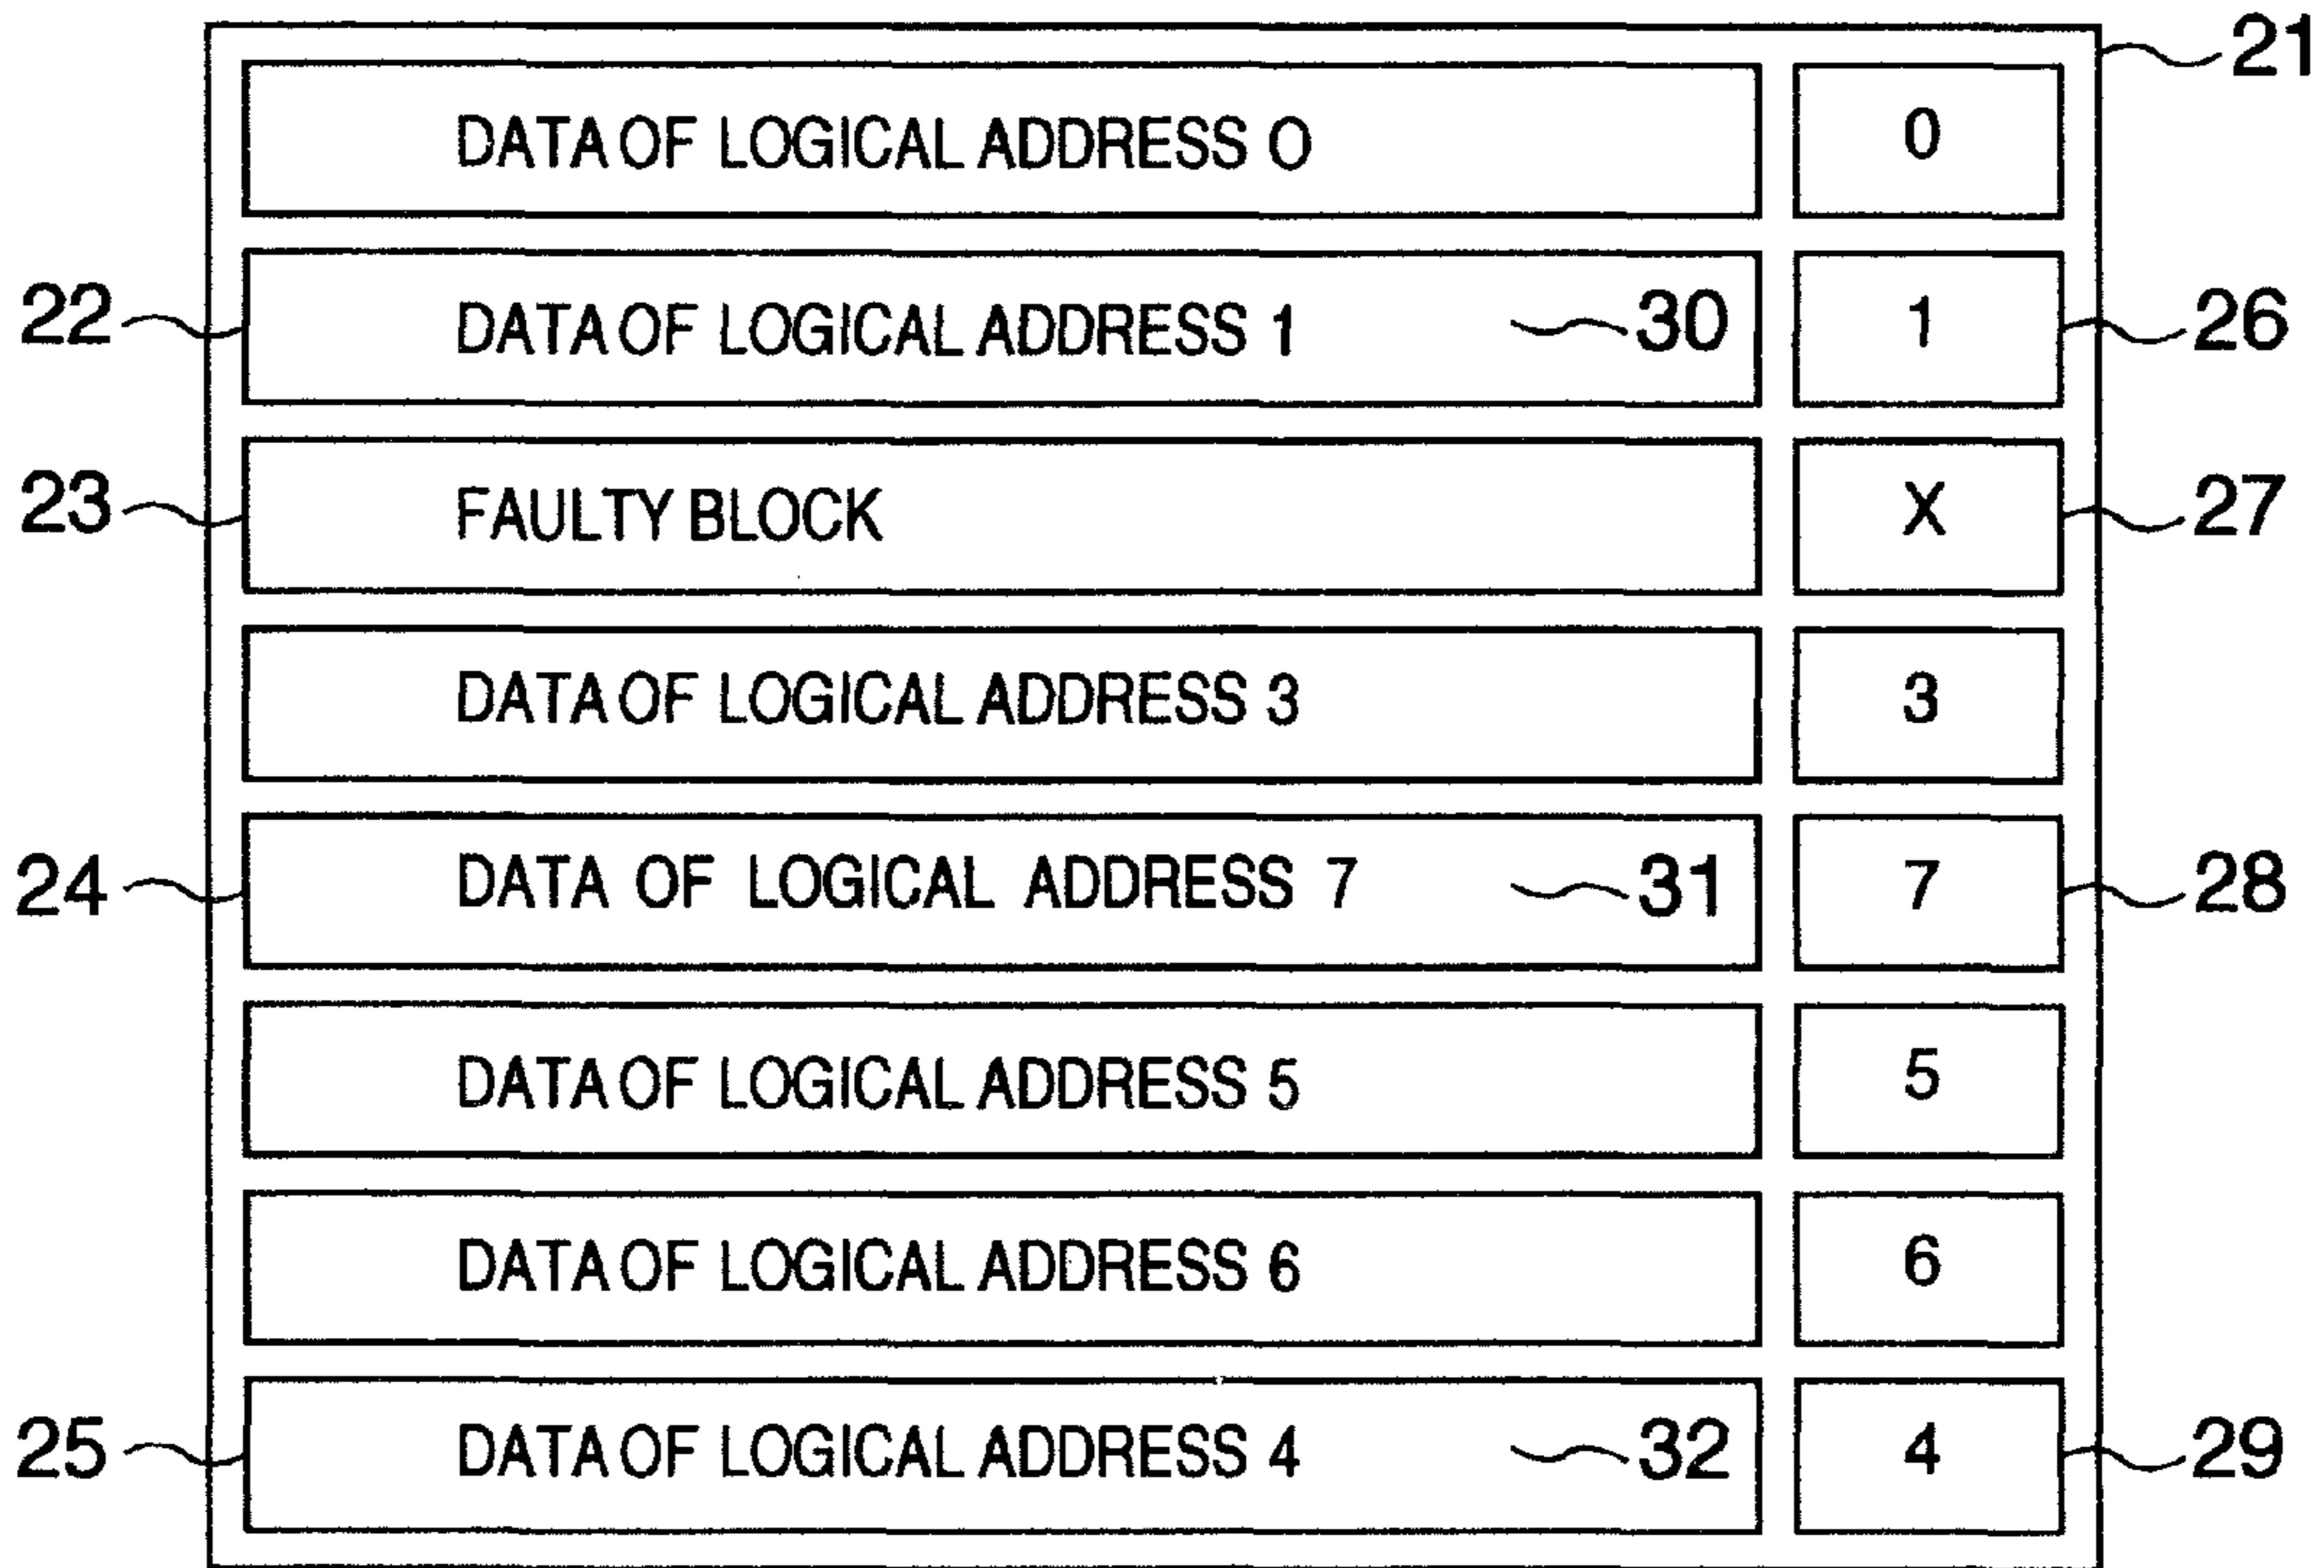 21
DATA OF LOGICAL ADDRESS 0 0
22 DATA OF LOGICAL ADDRESS 1 30 1 26
23 FAULTY BLOCK X 27
DATA OF LOGICAL ADDRESS 3 3
24 DATA OF LOGICAL ADDRESS 7 31 7 28
DATA OF LOGICAL ADDRESS 5 5
DATA OF LOGICAL ADDRESS 6 6
25 DATA OF LOGICAL ADDRESS 4 32 4 29